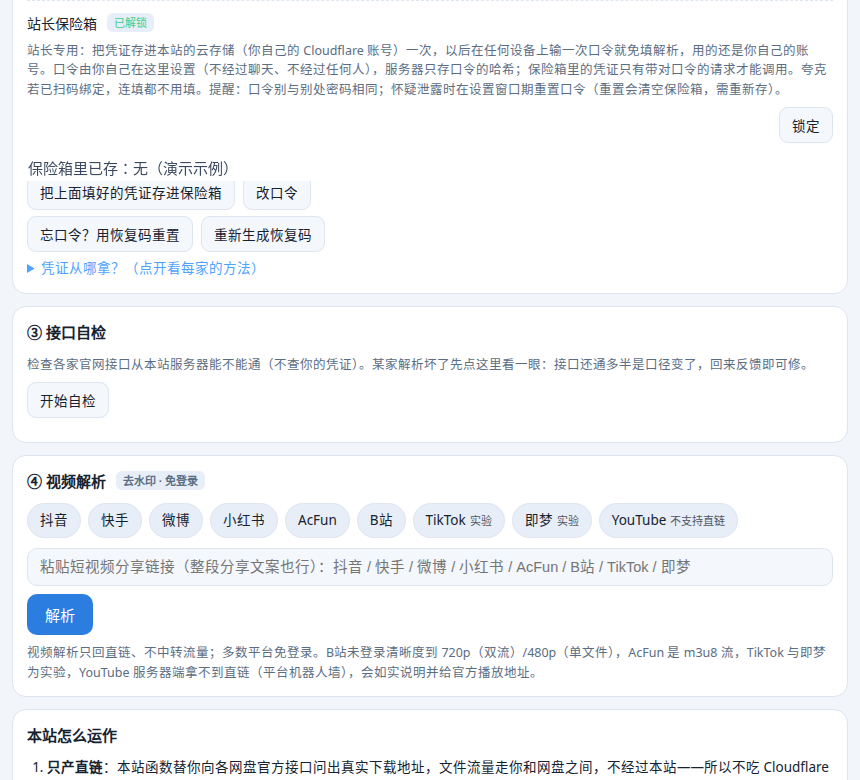 站长保险箱 已解锁
站长专用：把凭证存进本站的云存储（你自己的 Cloudflare 账号）一次，以后在任何设备上输一次口令就免填解析，用的还是你自己的账
号。口令由你自己在这里设置（不经过聊天、不经过任何人），服务器只存口令的哈希；保险箱里的凭证只有带对口令的请求才能调用。夸克
若已扫码绑定，连填都不用填。提醒：口令别与别处密码相同；怀疑泄露时在设置窗口期重置口令（重置会清空保险箱，需重新存）。
锁定
保险箱里已存：无（演示示例）
把上面填好的凭证存进保险箱 改口令
忘口令？用恢复码重置 重新生成恢复码
▶ 凭证从哪拿？（点开看每家的方法）
③ 接口自检
检查各家官网接口从本站服务器能不能通（不查你的凭证）。某家解析坏了先点这里看一眼：接口还通多半是口径变了，回来反馈即可修。
开始自检
④ 视频解析 去水印 · 免登录
抖音 快手 微博 小红书 AcFun B站 TikTok 实验 即梦 实验 YouTube 不支持直链
粘贴短视频分享链接（整段分享文案也行）：抖音 / 快手 / 微博 / 小红书 / AcFun / B站 / TikTok / 即梦
解析
视频解析只回直链、不中转流量；多数平台免登录。B站未登录清晰度到 720p（双流）/480p（单文件），AcFun 是 m3u8 流，TikTok 与即梦
为实验，YouTube 服务器端拿不到直链（平台机器人墙），会如实说明并给官方播放地址。
本站怎么运作
1. 只产直链：本站函数替你向各网盘官方接口问出真实下载地址，文件流量走你和网盘之间，不经过本站——所以不吃 Cloudflare